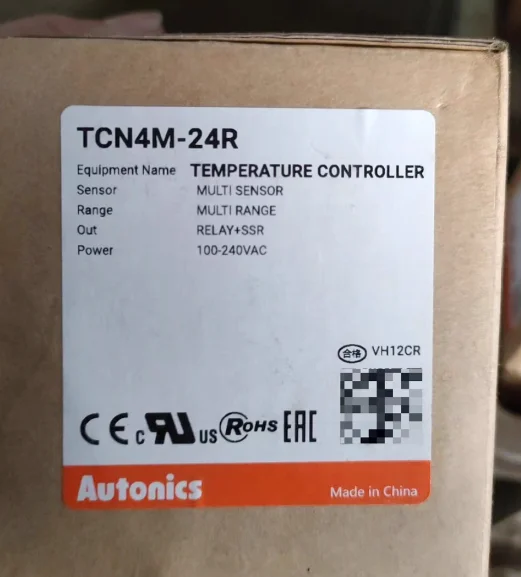 TCN4M-24R
Equipment Name TEMPERATURE CONTROLLER
Sensor MULTI SENSOR
Range MULTI RANGE
Out RELAY+SSR
Power 100-240VAC
合格 VH12CR
CE c RU US RoHS EAC
Autonics Made in China